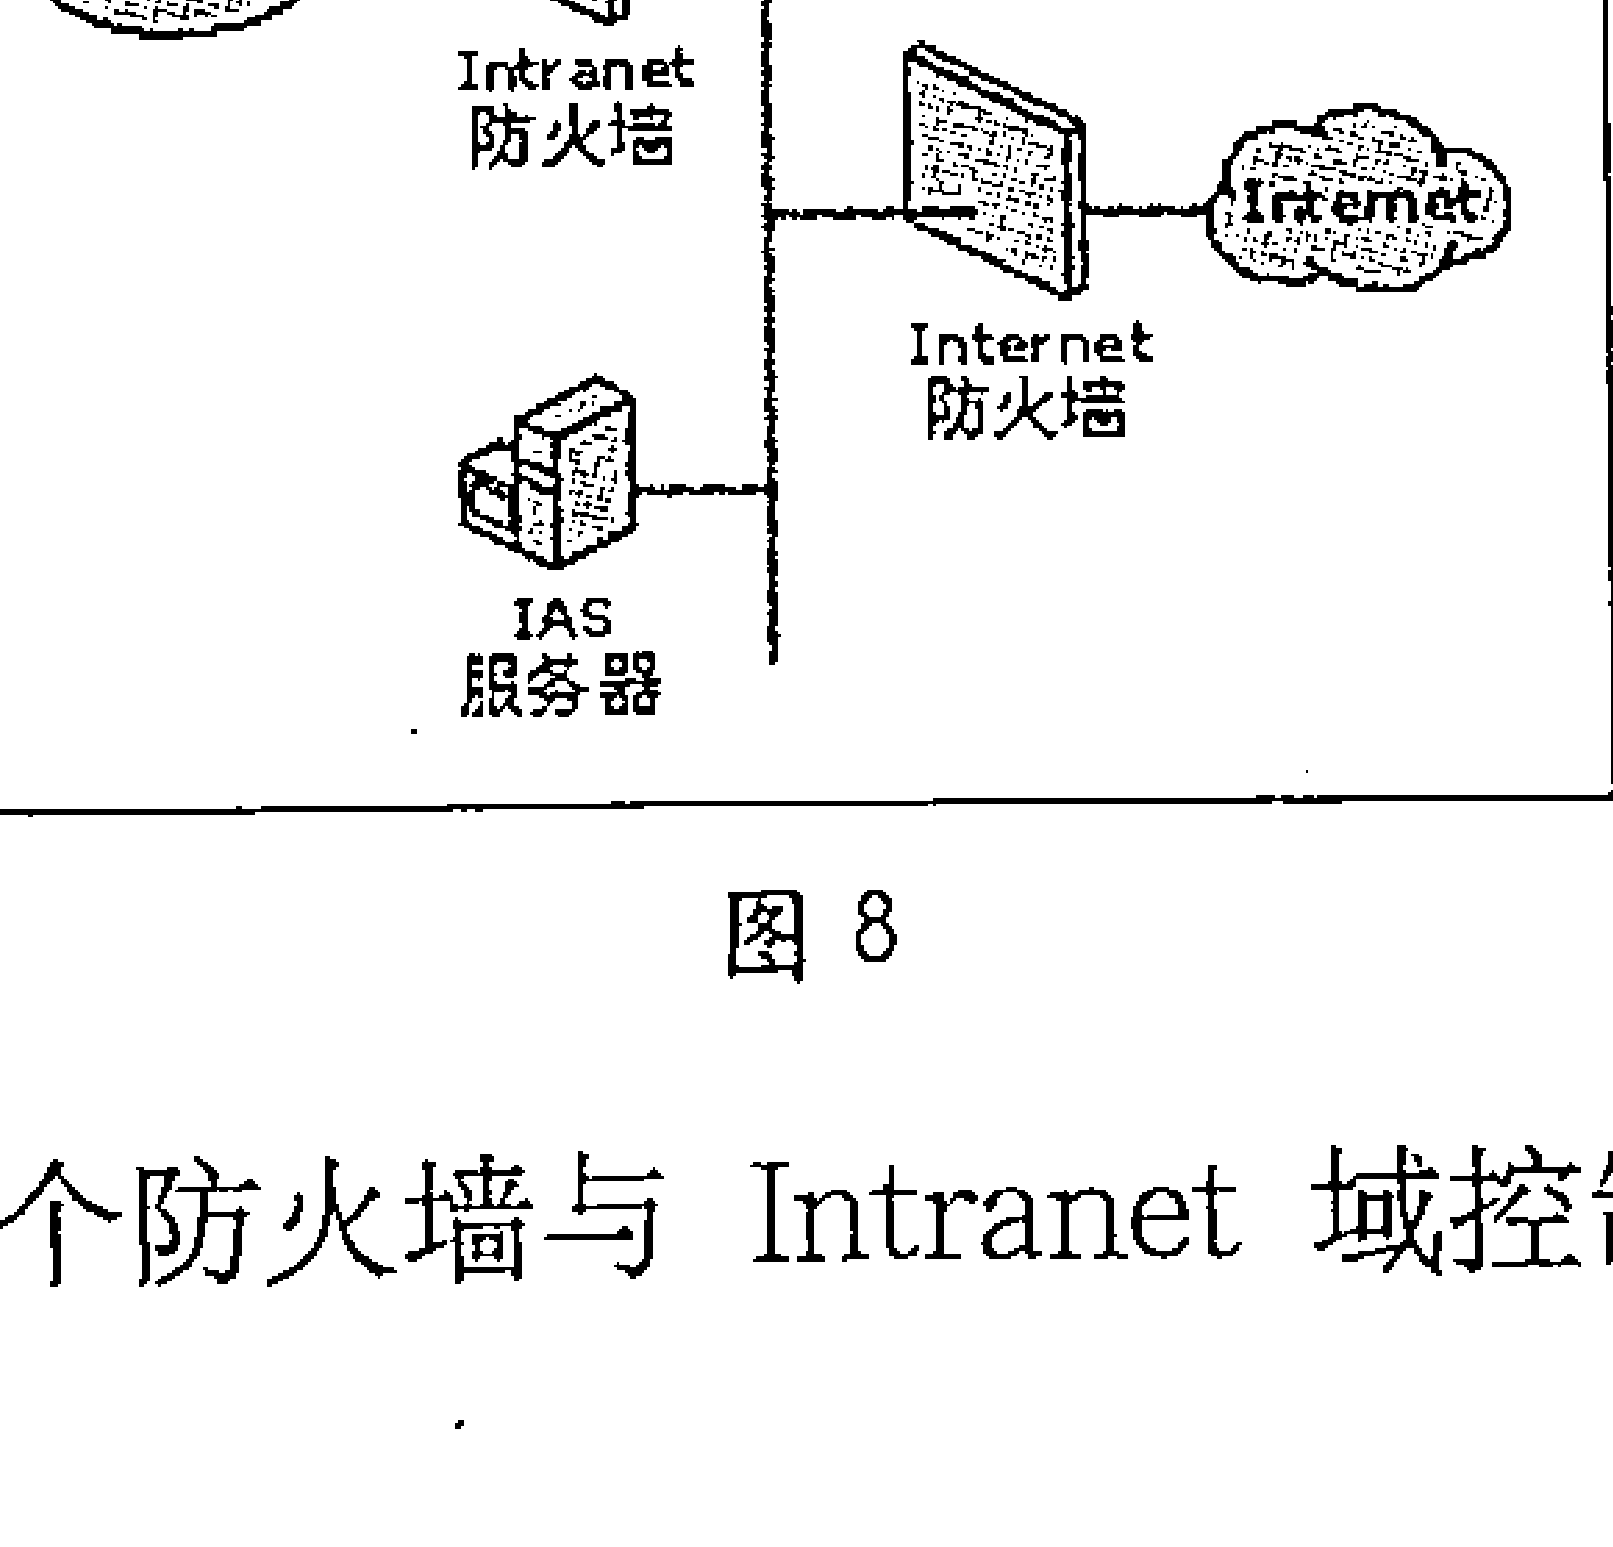 Intranet
防火墙
Internet
Internet
防火墙
IAS
服务器
图 8
个防火墙与 Intranet 域控